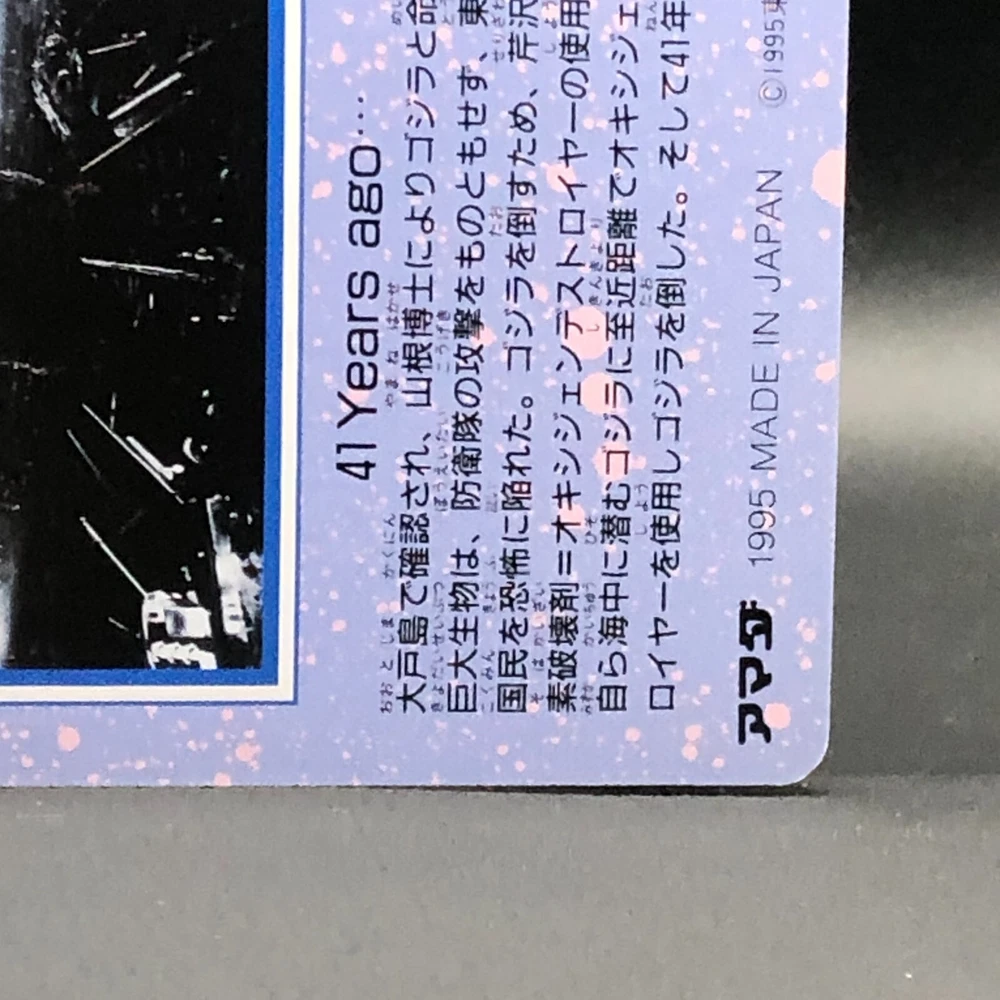 41 Years ago…
大戸島で確認され、山根博士によりゴジラと命
巨大生物は、防衛隊の攻撃をものともせず、東
国民を恐怖に陥れた。ゴジラを倒すため、芹沢
素破壊剤=オキシジェンデストロイヤーの使用
自ら海中に潜むゴジラに至近距離でオキシジェ
ロイヤーを使用しゴジラを倒した。そして41年
アマダ 1995 MADE IN JAPAN ©1995東